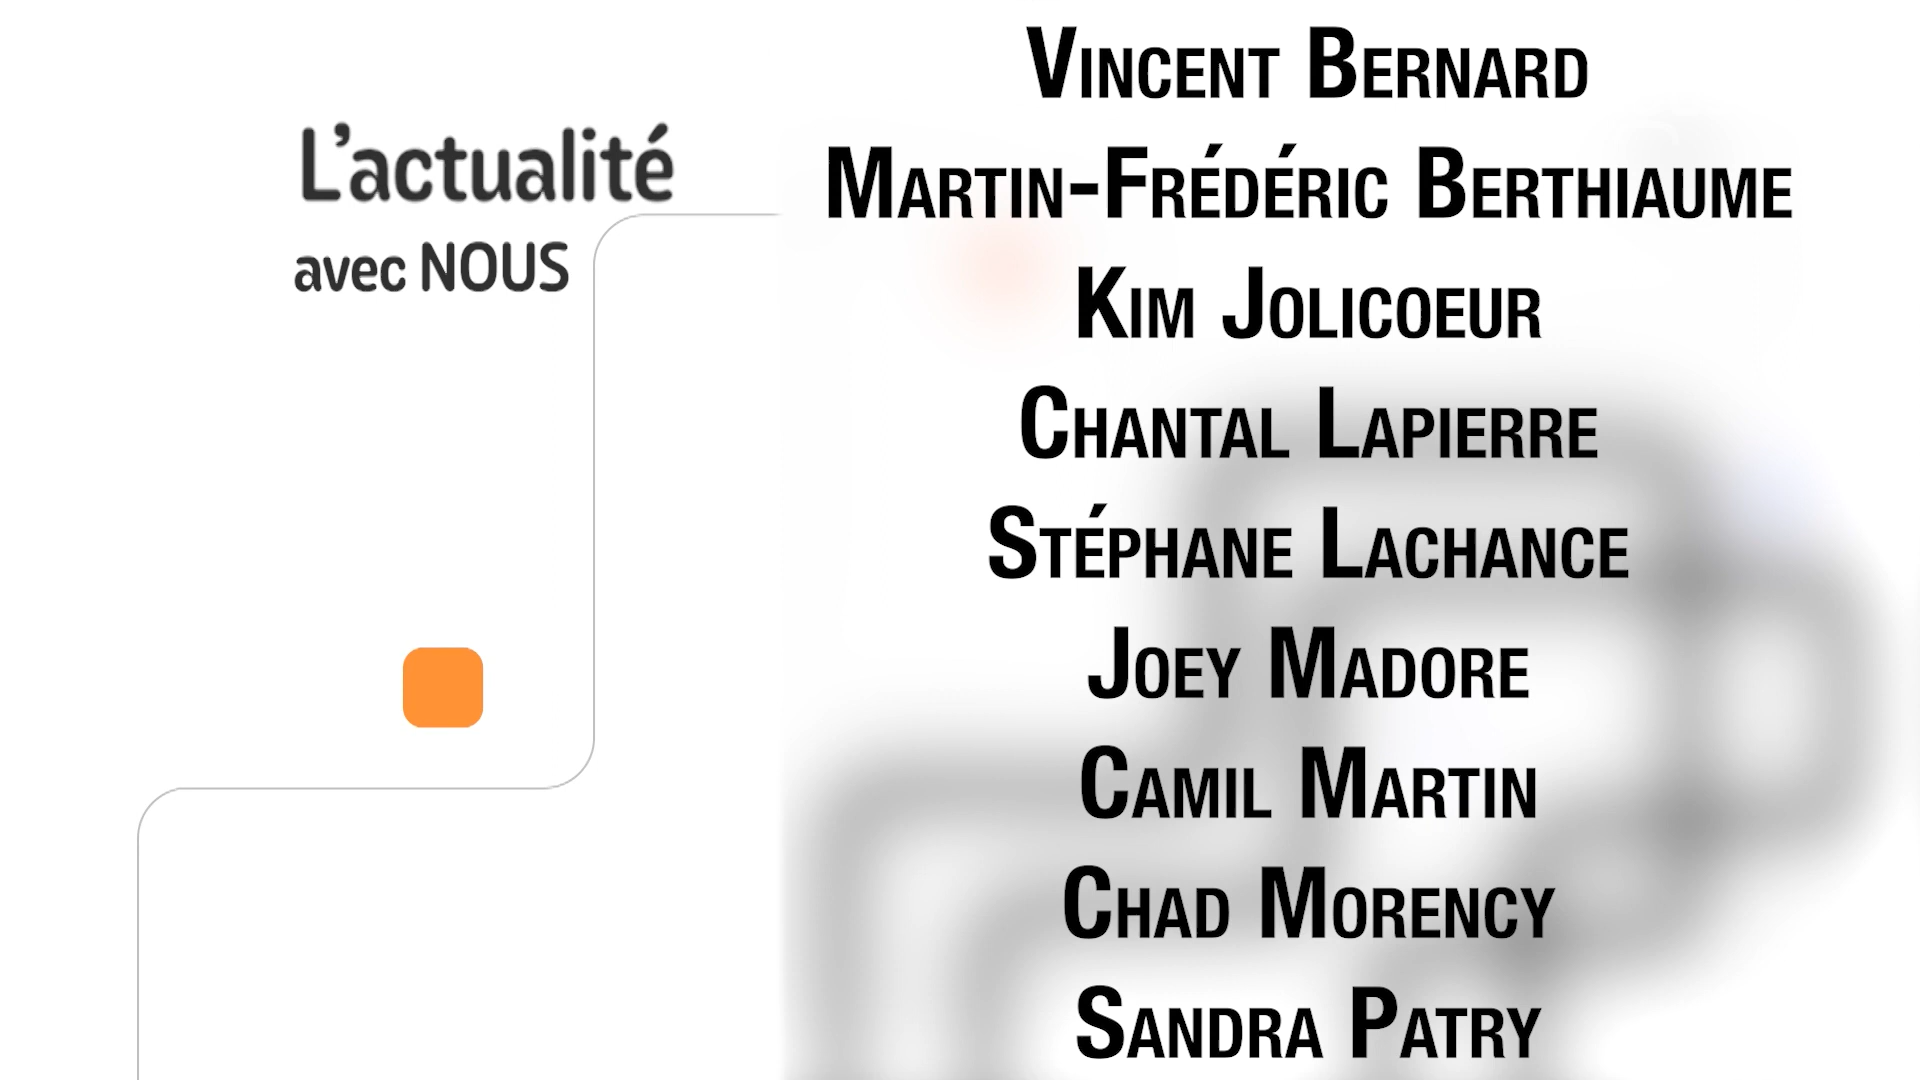 L'actualité
avec NOUS
Vincent Bernard
Martin-Frédéric Berthiaume
Kim Jolicoeur
Chantal Lapierre
Stéphane Lachance
Joey Madore
Camil Martin
Chad Morency
Sandra Patry